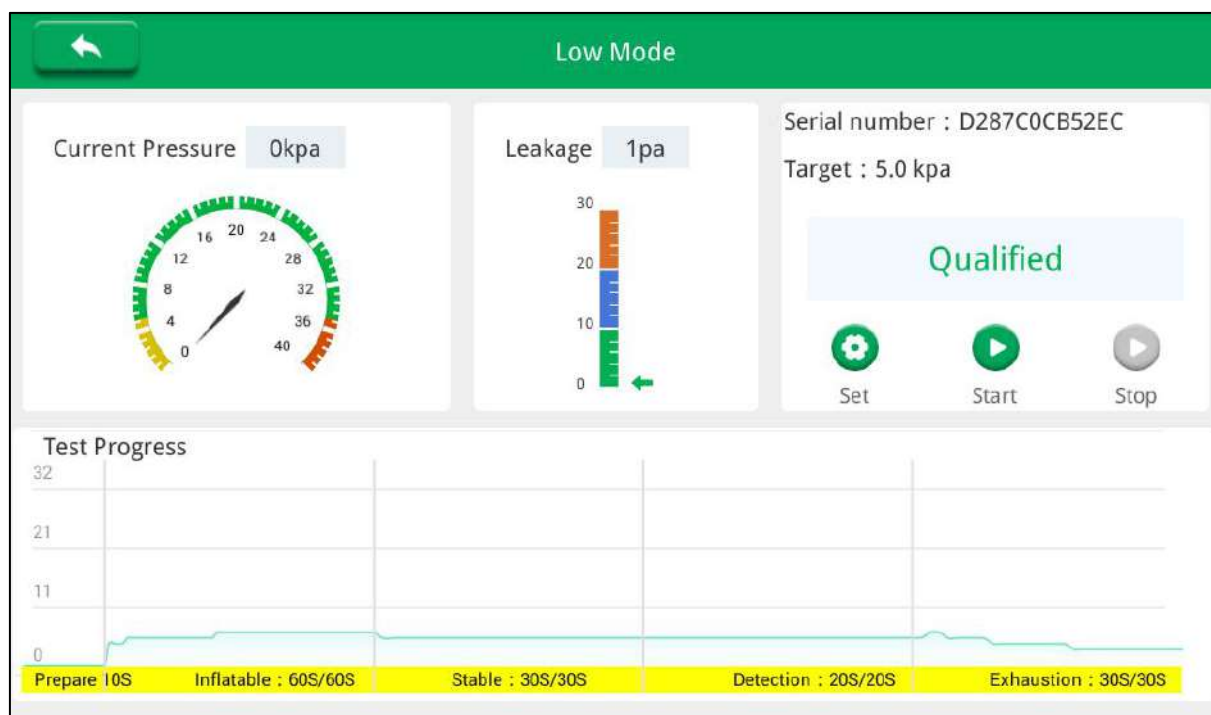 Low Mode
Current Pressure 0kpa
0
4
8
12
16
20
24
28
32
36
40
Leakage 1pa
30
20
10
0
Serial number : D287C0CB52EC
Target : 5.0 kpa
Qualified
Set Start Stop
Test Progress
32
21
11
0
Prepare 10S Inflatable : 60S/60S Stable : 30S/30S Detection : 20S/20S Exhaustion : 30S/30S